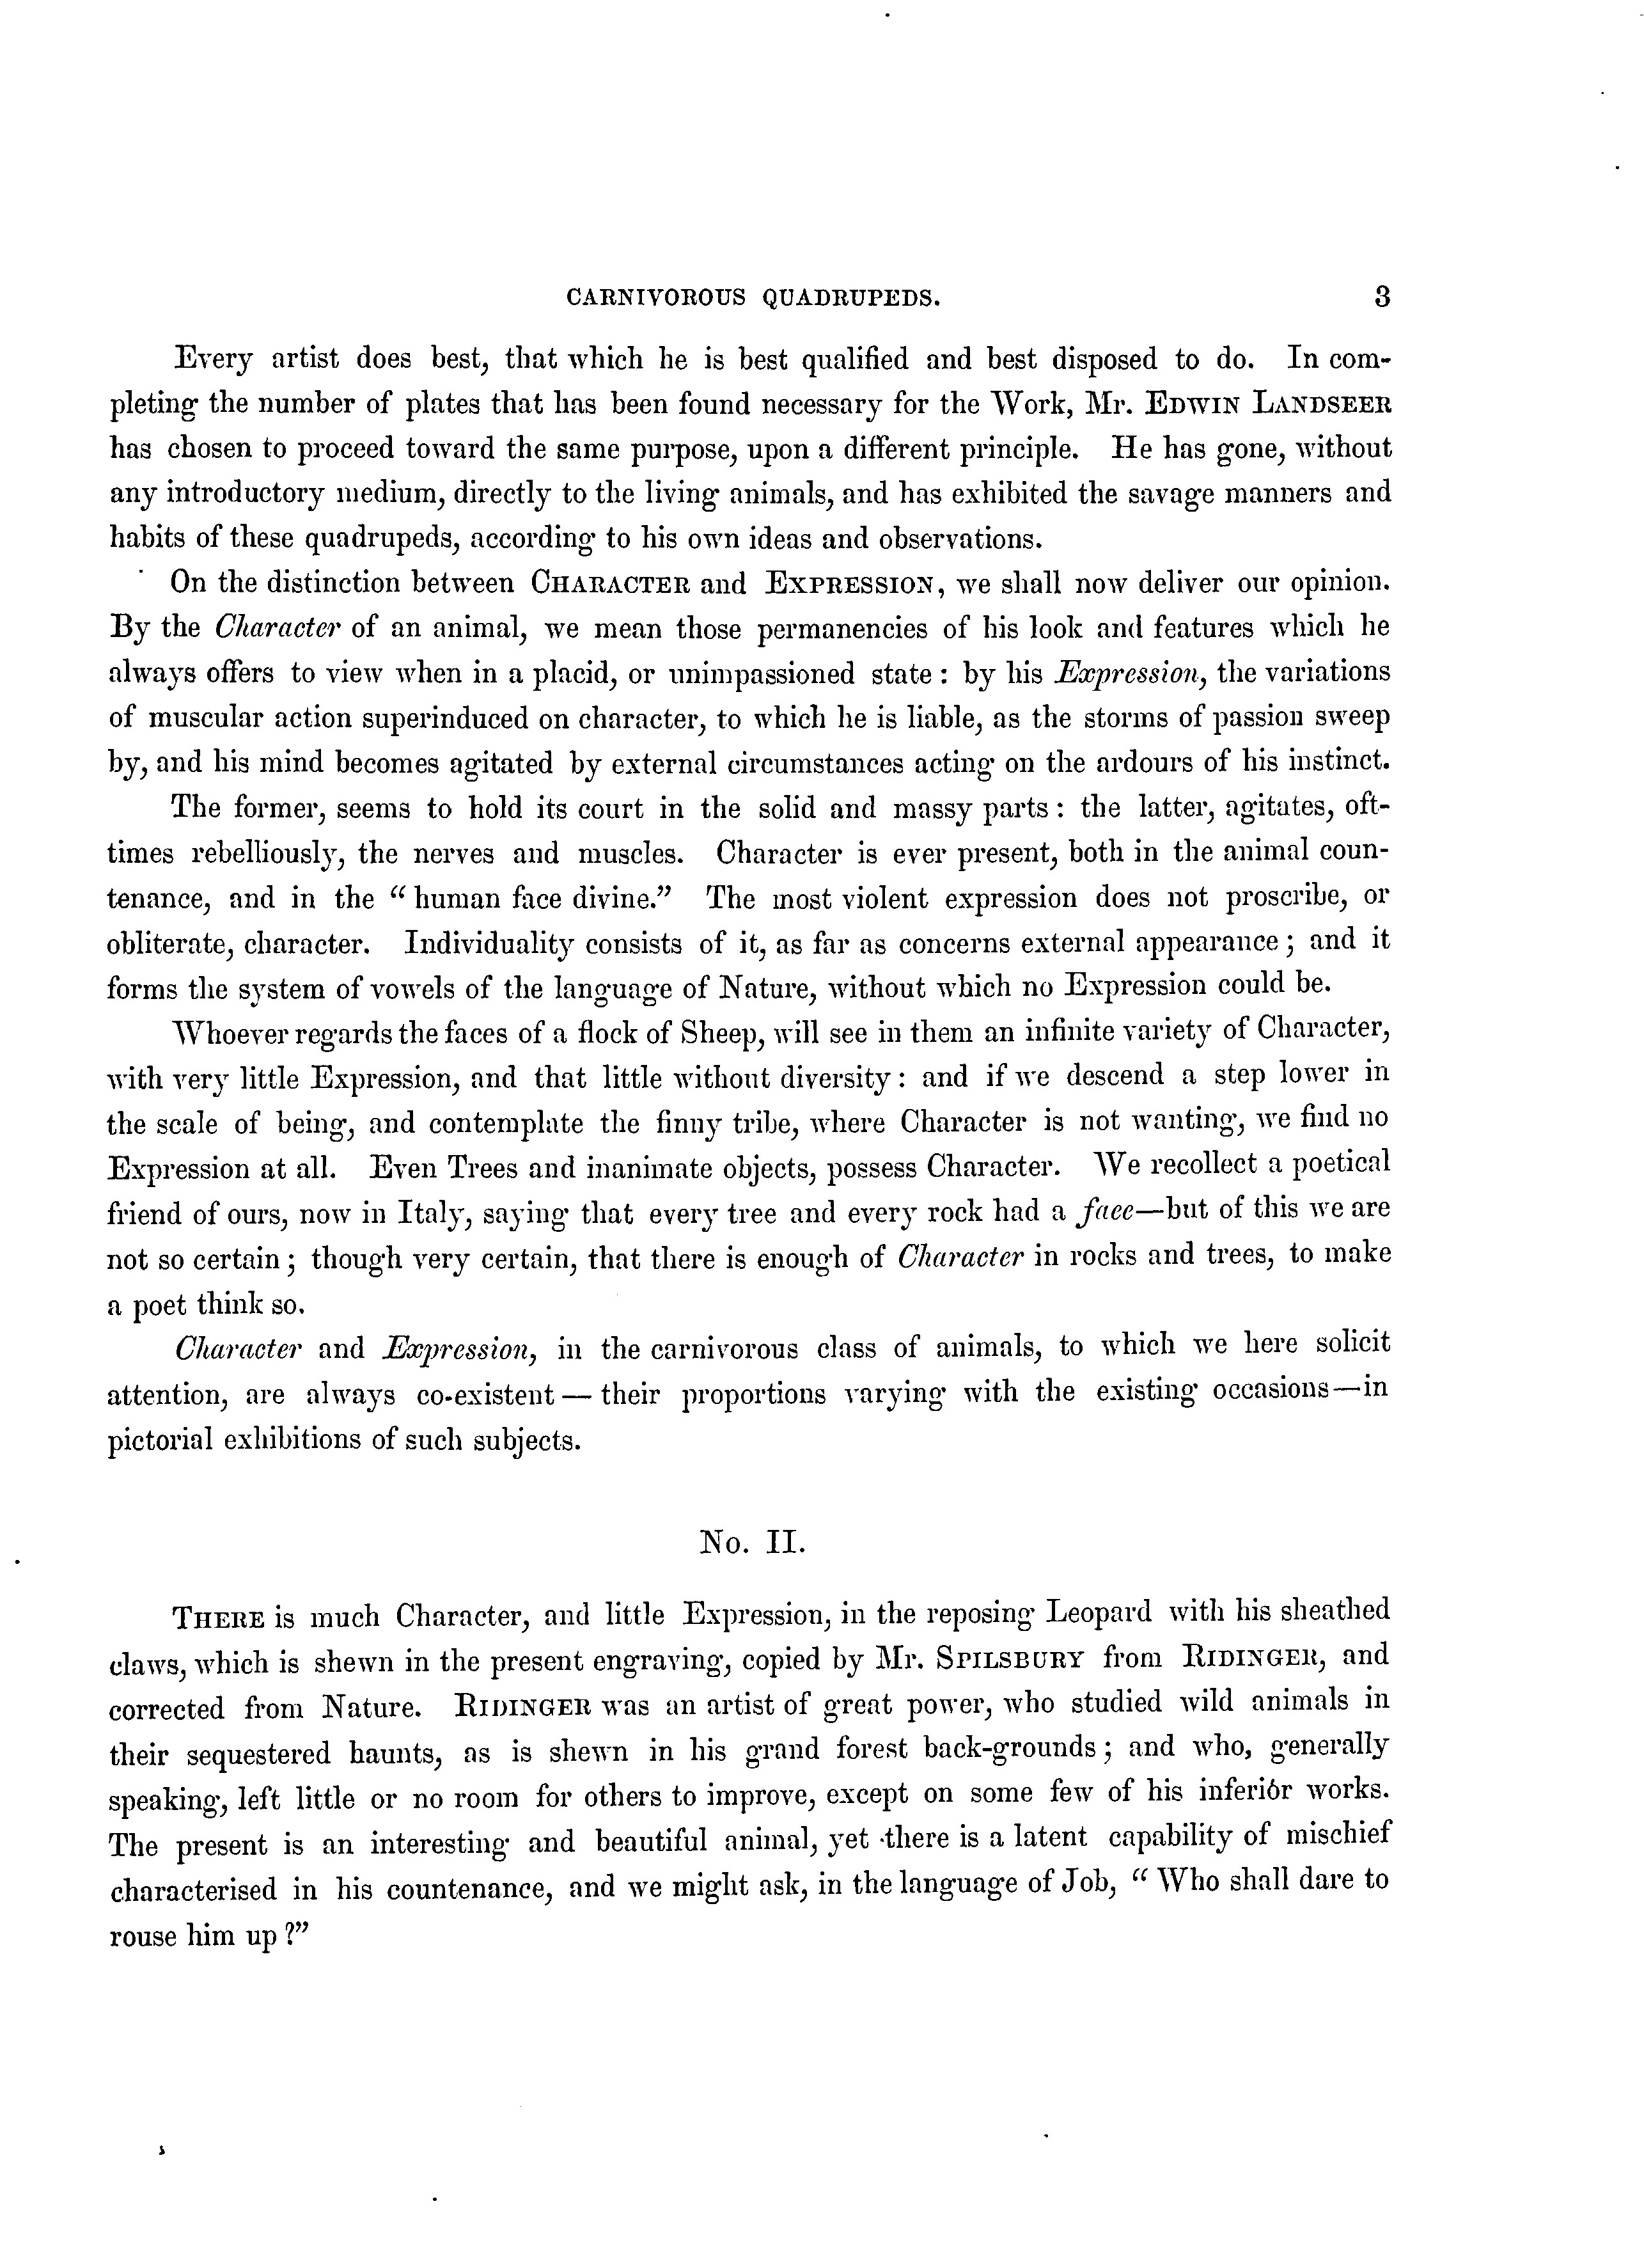 CARNIVOROUS QUADRUPEDS. 3
Every artist does best, that which he is best qualified and best disposed to do. In com-
pleting the number of plates that has been found necessary for the Work, Mr. EDWIN LANDSEER
has chosen to proceed toward the same purpose, upon a different principle. He has gone, without
any introductory medium, directly to the living animals, and has exhibited the savage manners and
habits of these quadrupeds, according to his own ideas and observations.
On the distinction between CHARACTER and EXPRESSION, we shall now deliver our opinion.
By the Character of an animal, we mean those permanencies of his look and features which he
always offers to view when in a placid, or unimpassioned state : by his Expression, the variations
of muscular action superinduced on character, to which he is liable, as the storms of passion sweep
by, and his mind becomes agitated by external circumstances acting on the ardours of his instinct.
The former, seems to hold its court in the solid and massy parts : the latter, agitates, oft-
times rebelliously, the nerves and muscles. Character is ever present, both in the animal coun-
tenance, and in the “human face divine.” The most violent expression does not proscribe, or
obliterate, character. Individuality consists of it, as far as concerns external appearance ; and it
forms the system of vowels of the language of Nature, without which no Expression could be.
Whoever regards the faces of a flock of Sheep, will see in them an infinite variety of Character,
with very little Expression, and that little without diversity : and if we descend a step lower in
the scale of being, and contemplate the finny tribe, where Character is not wanting, we find no
Expression at all. Even Trees and inanimate objects, possess Character. We recollect a poetical
friend of ours, now in Italy, saying that every tree and every rock had a face—but of this we are
not so certain ; though very certain, that there is enough of Character in rocks and trees, to make
a poet think so.
Character and Expression, in the carnivorous class of animals, to which we here solicit
attention, are always co-existent — their proportions varying with the existing occasions—in
pictorial exhibitions of such subjects.
No. II.
THERE is much Character, and little Expression, in the reposing Leopard with his sheathed
claws, which is shewn in the present engraving, copied by Mr. SPILSBURY from RIDINGER, and
corrected from Nature. RIDINGER was an artist of great power, who studied wild animals in
their sequestered haunts, as is shewn in his grand forest back-grounds ; and who, generally
speaking, left little or no room for others to improve, except on some few of his inferior works.
The present is an interesting and beautiful animal, yet there is a latent capability of mischief
characterised in his countenance, and we might ask, in the language of Job, “Who shall dare to
rouse him up ?”